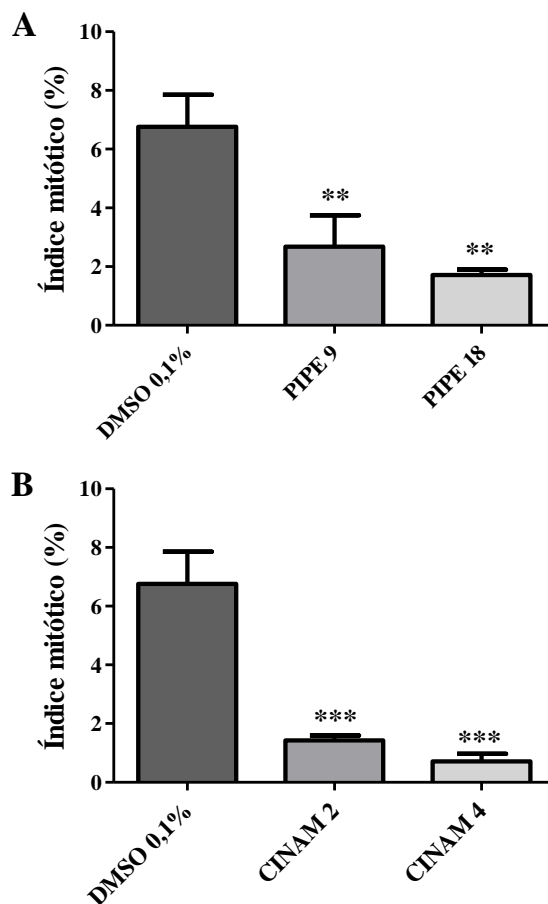 A
Índice mitótico (%)
10
8
6
4
2
0
**
**
DMSO 0,1%
PIPE 9
PIPE 18
B
Índice mitótico (%)
10
8
6
4
2
0
***
***
DMSO 0,1%
CINAM 2
CINAM 4